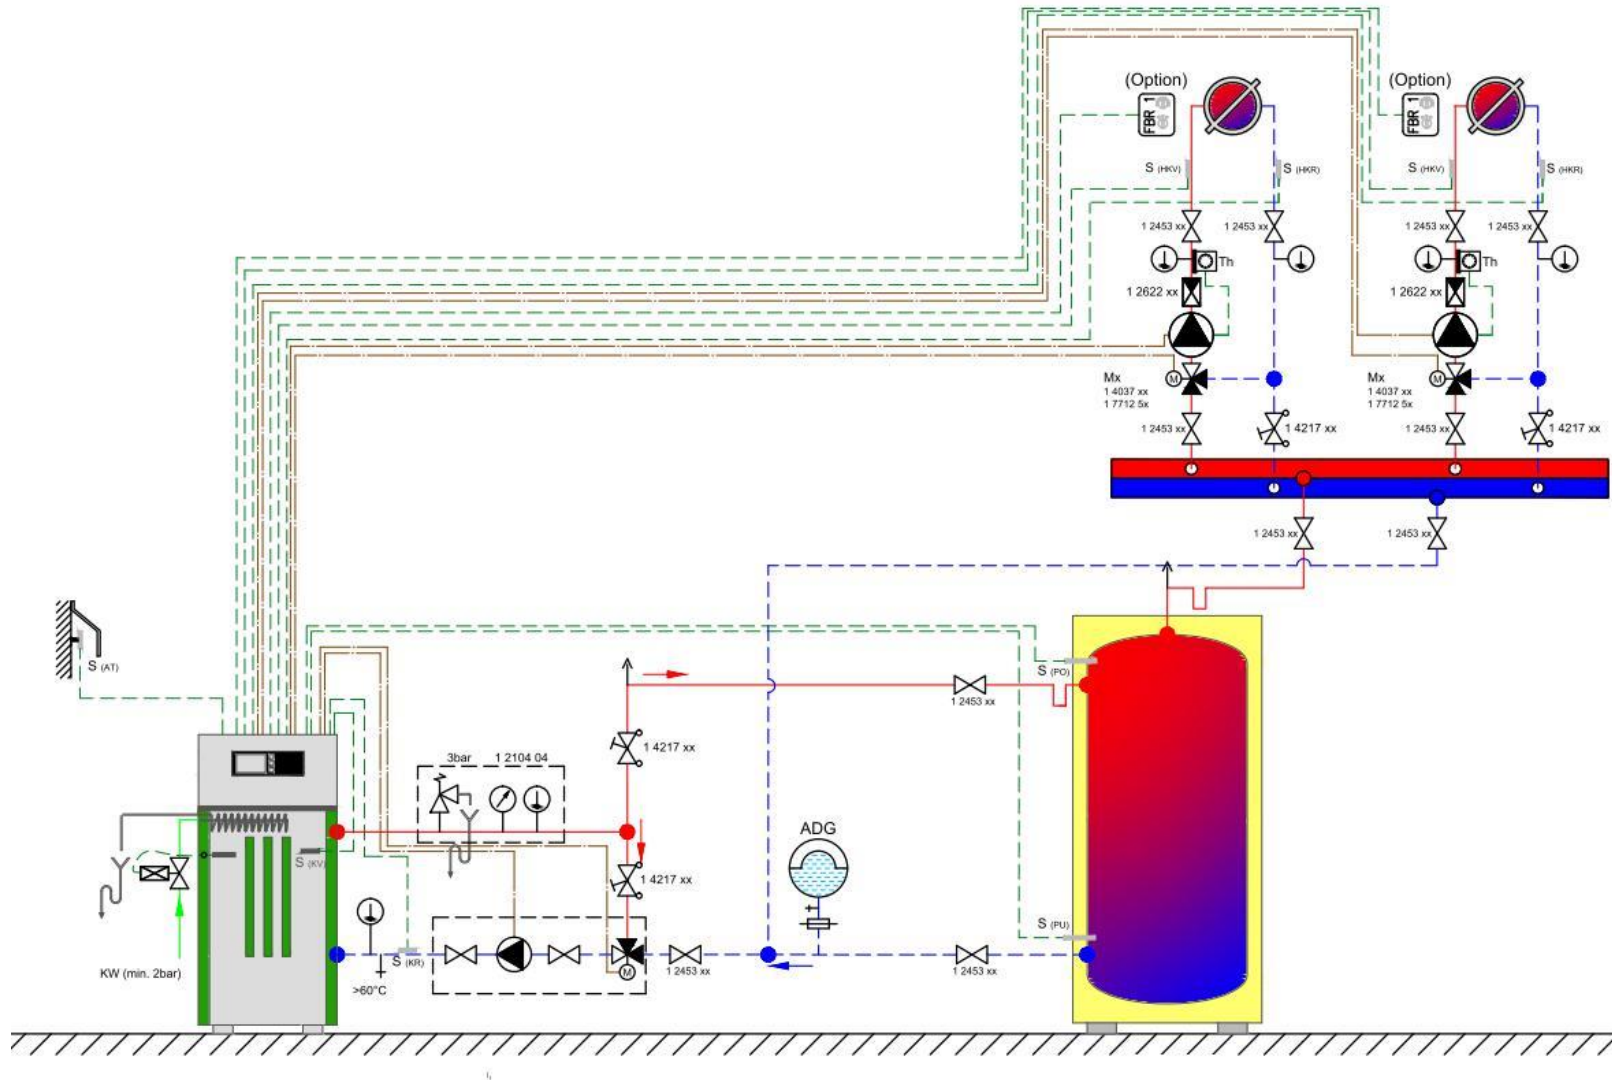 (Option)
(Option)
FBR 1
FBR 1
S (HKV)
S (HKR)
S (HKV)
S (HKR)
1 2453 xx
1 2453 xx
1 2453 xx
1 2453 xx
Th
Th
1 2622 xx
1 2622 xx
M
M
Mx
1 4037 xx
1 7712 5x
Mx
1 4037 xx
1 7712 5x
1 2453 xx
1 4217 xx
1 2453 xx
1 4217 xx
1 2453 xx
1 2453 xx
S (AT)
S (PO)
1 2453 xx
1 4217 xx
3bar
1 2104 04
ADG
S (KV)
1 4217 xx
S (PU)
KW (min. 2bar)
S (KR)
>60°C
M
1 2453 xx
1 2453 xx